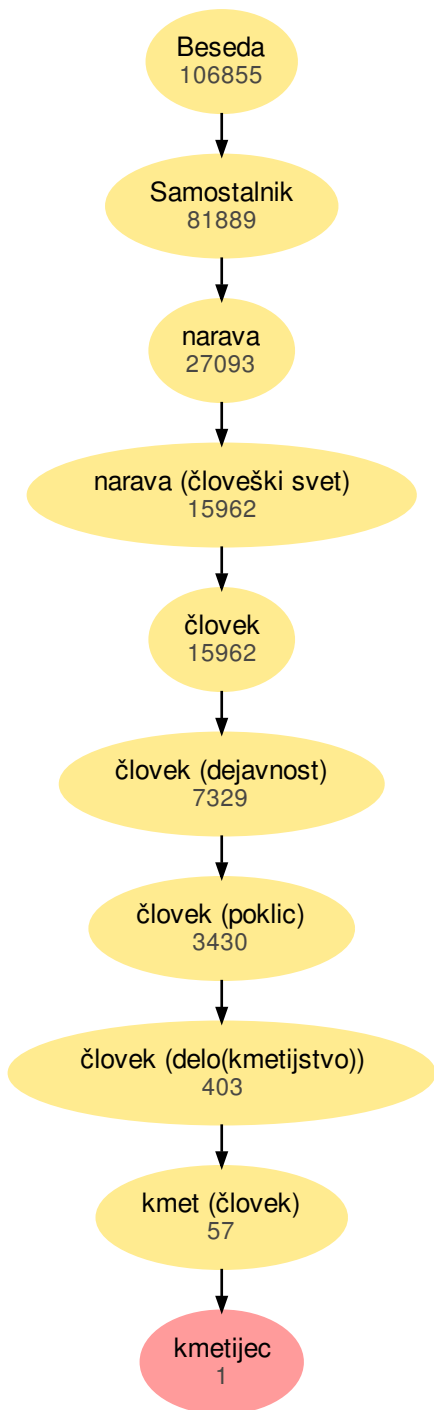 Beseda
106855
Samostalnik
81889
narava
27093
narava (človeški svet)
15962
človek
15962
človek (dejavnost)
7329
človek (poklic)
3430
človek (delo(kmetijstvo))
403
kmet (človek)
57
kmetijec
1